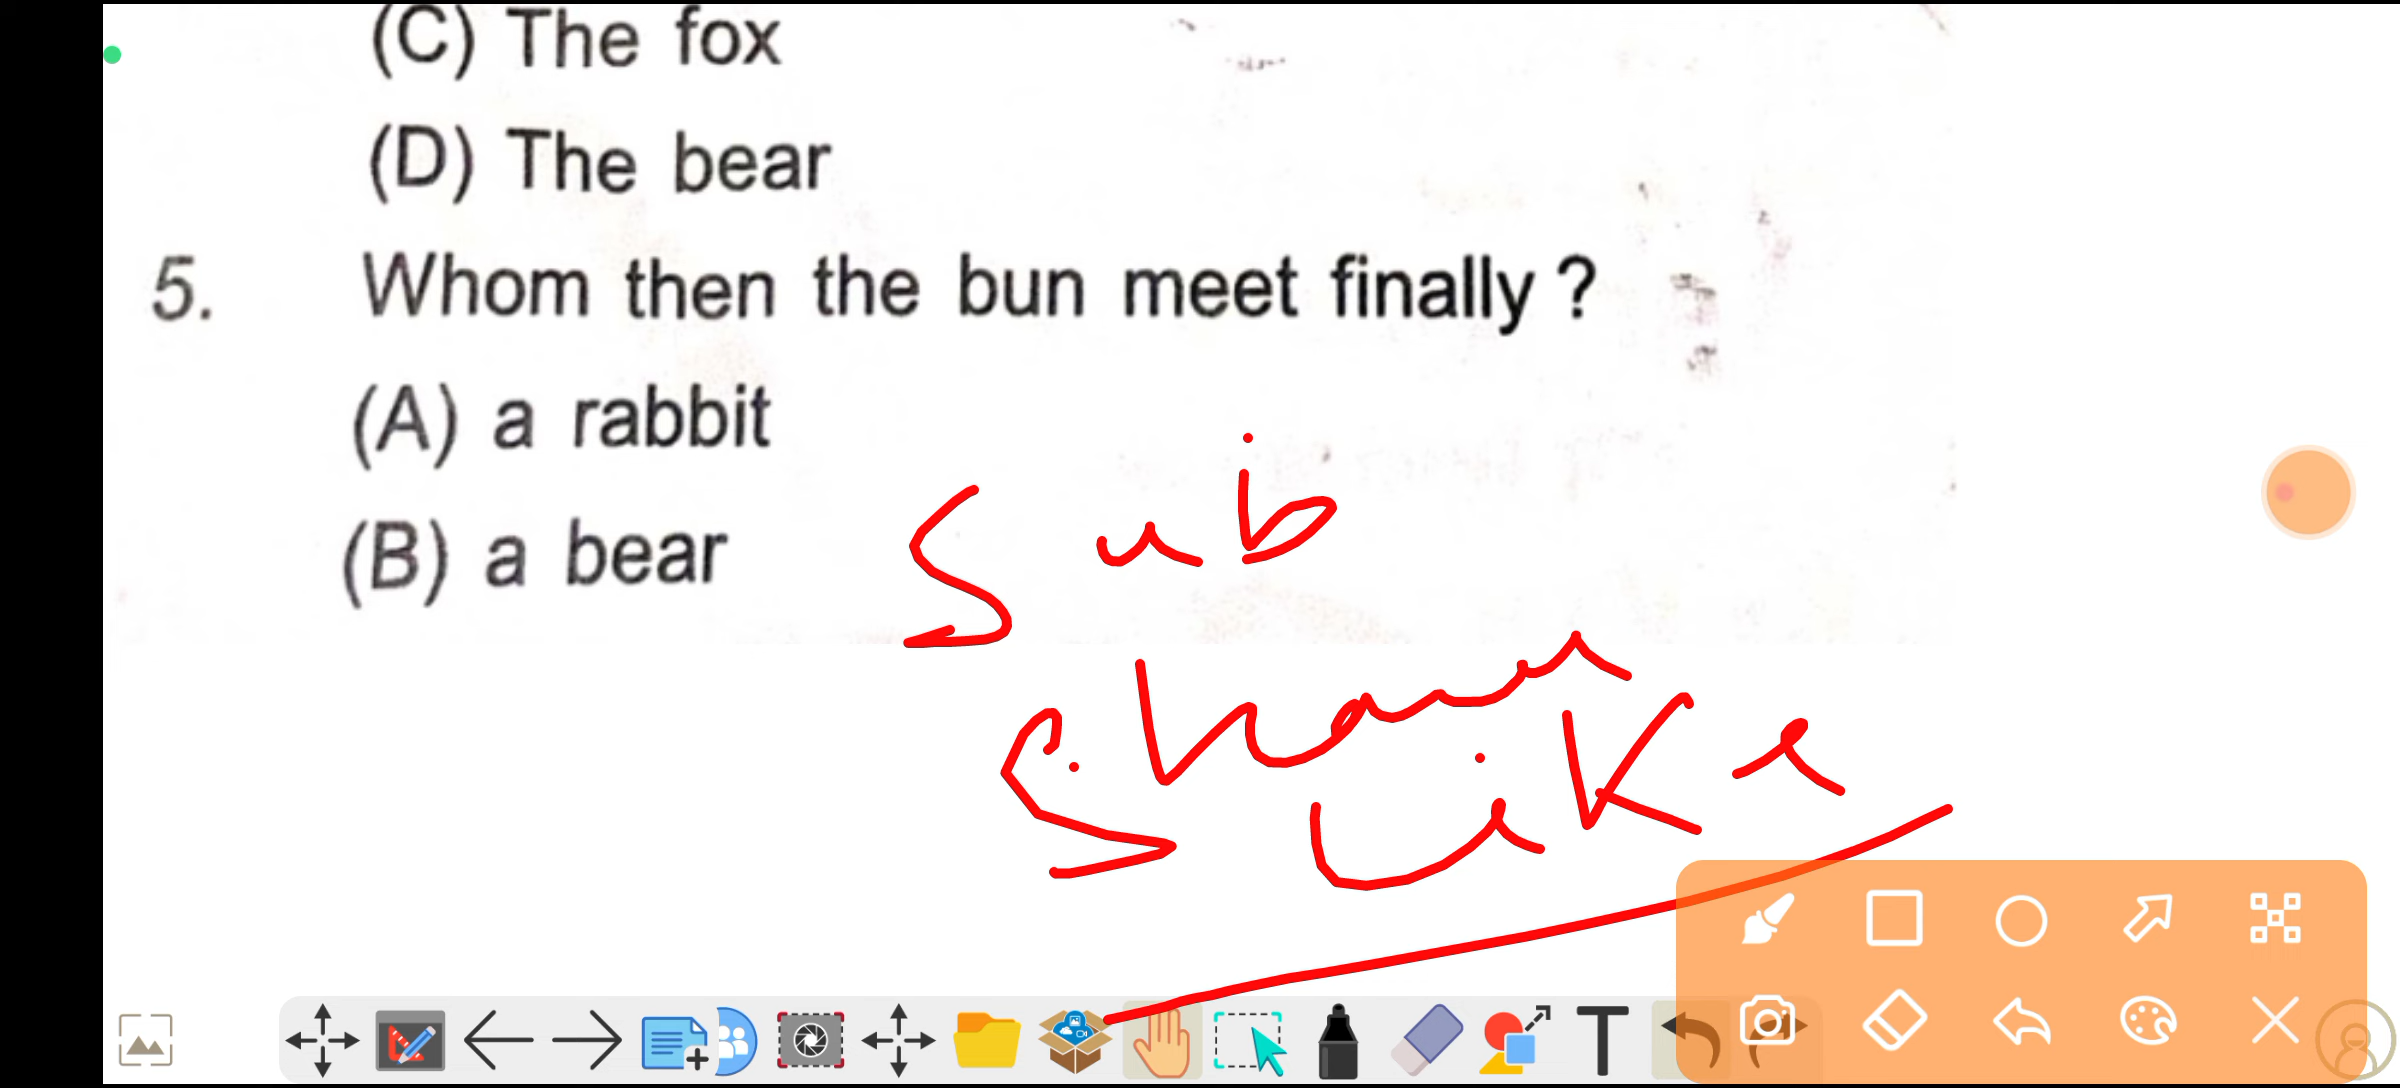 (C) The fox
(D) The bear
5. Whom then the bun meet finally ?
(A) a rabbit
(B) a bear
Sub
Share
Like
T